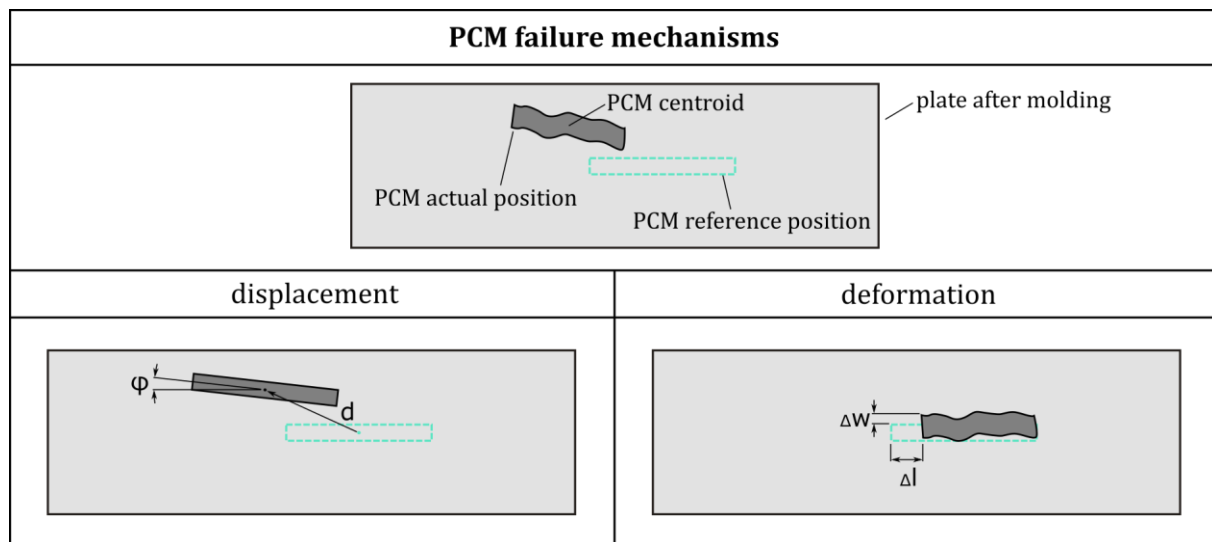 PCM failure mechanisms
PCM centroid
plate after molding
PCM actual position
PCM reference position
displacement
deformation
φ
d
Δw
Δl